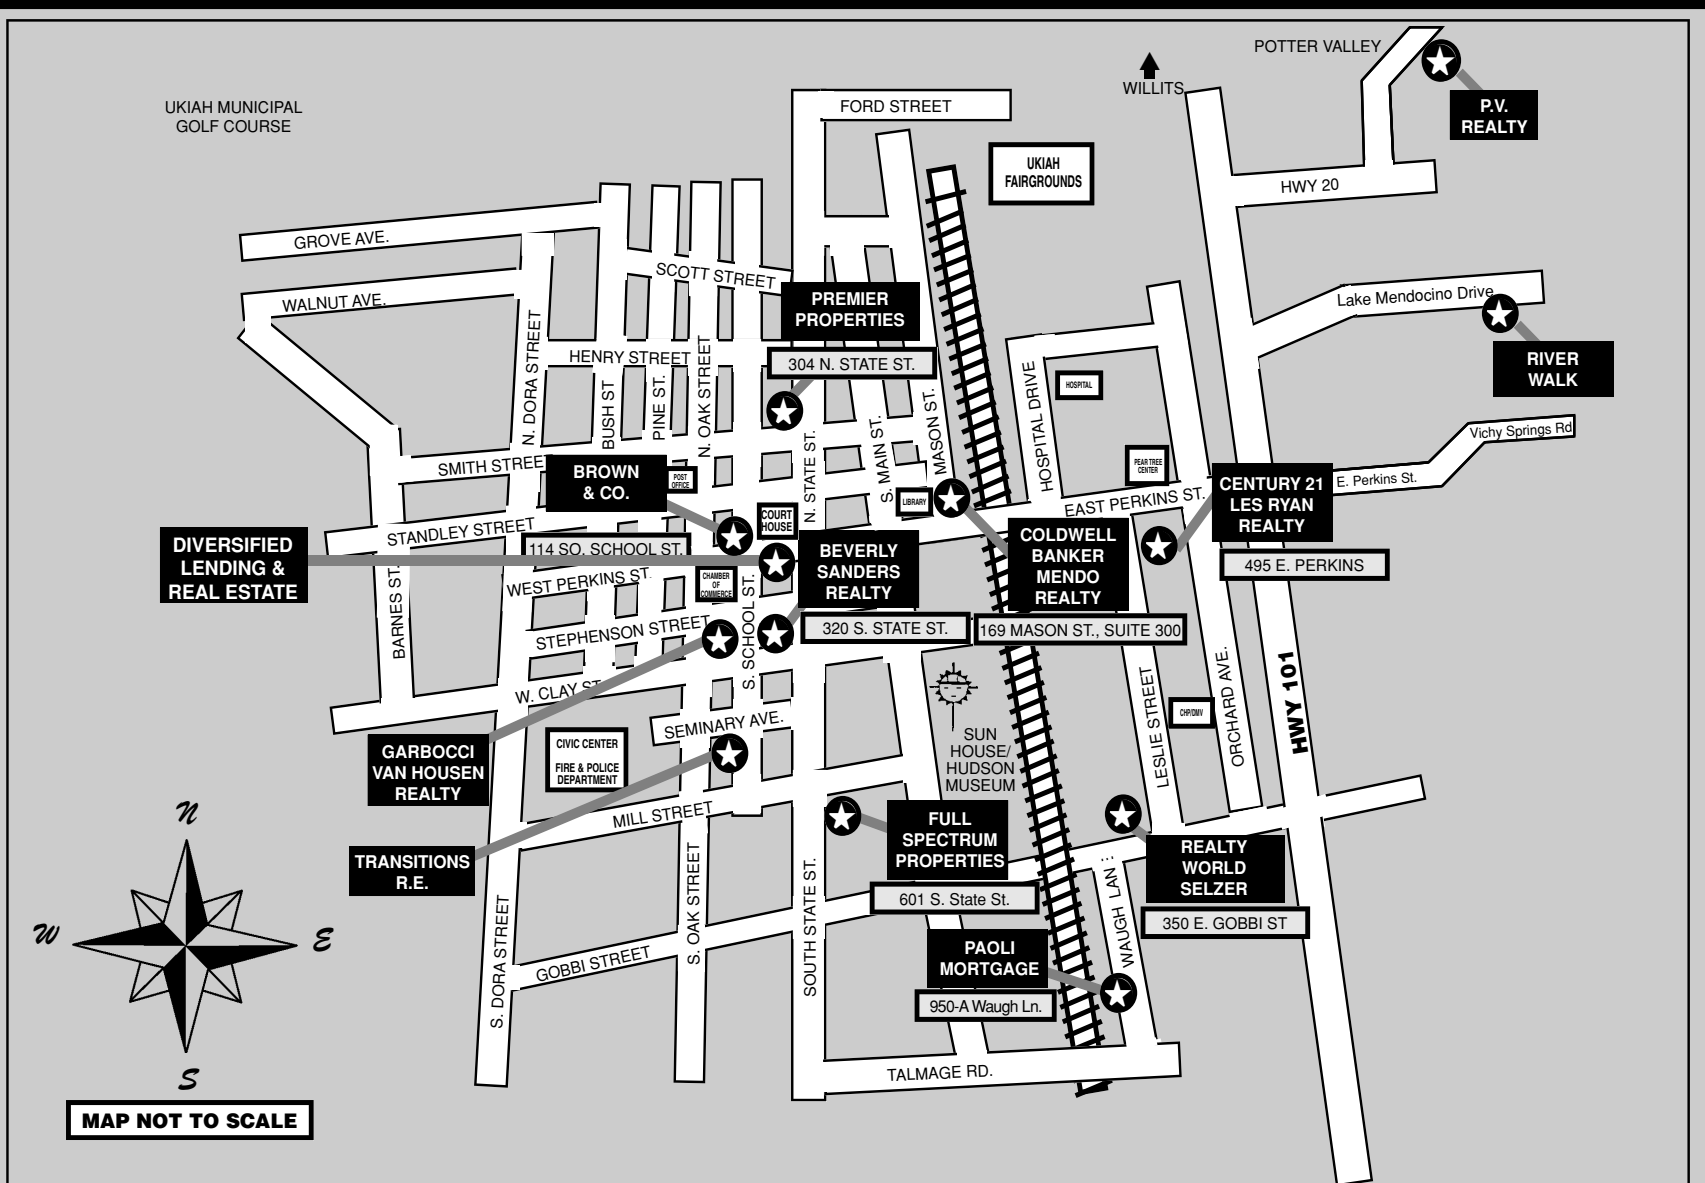 POTTER VALLEY
WILLITS
UKIAH MUNICIPAL
GOLF COURSE
FORD STREET
P.V.
REALTY
UKIAH
FAIRGROUNDS
HWY 20
GROVE AVE.
SCOTT STREET
WALNUT AVE.
Lake Mendocino Drive
PREMIER
PROPERTIES
304 N. STATE ST.
HENRY STREET
RIVER
WALK
N. DORA STREET
BUSH ST
PINE ST.
N. OAK STREET
HOSPITAL DRIVE
HOSPITAL
N. STATE ST.
S. MAIN ST.
MASON ST.
Vichy Springs Rd
SMITH STREET
BROWN
& CO.
POST
OFFICE
PEAR TREE
CENTER
E. Perkins St.
CENTURY 21
LES RYAN
REALTY
495 E. PERKINS
EAST PERKINS ST.
LIBRARY
COURT
HOUSE
STANDLEY STREET
114 SO. SCHOOL ST.
DIVERSIFIED
LENDING &
REAL ESTATE
BEVERLY
SANDERS
REALTY
320 S. STATE ST.
COLDWELL
BANKER
MENDO
REALTY
169 MASON ST., SUITE 300
WEST PERKINS ST.
CHAMBER
OF
COMMERCE
BARNES ST.
STEPHENSON STREET
S. SCHOOL ST.
W. CLAY ST
SEMINARY AVE.
LESLIE STREET
ORCHARD AVE.
HWY 101
CHP/DMV
SUN
HOUSE/
HUDSON
MUSEUM
CIVIC CENTER
FIRE & POLICE
DEPARTMENT
GARBOCCI
VAN HOUSEN
REALTY
MILL STREET
TRANSITIONS
R.E.
FULL
SPECTRUM
PROPERTIES
601 S. State St.
REALTY
WORLD
SELZER
350 E. GOBBI ST
S. DORA STREET
S. OAK STREET
SOUTH STATE ST.
WAUGH LAN
GOBBI STREET
PAOLI
MORTGAGE
950-A Waugh Ln.
TALMAGE RD.
N
W
E
S
MAP NOT TO SCALE